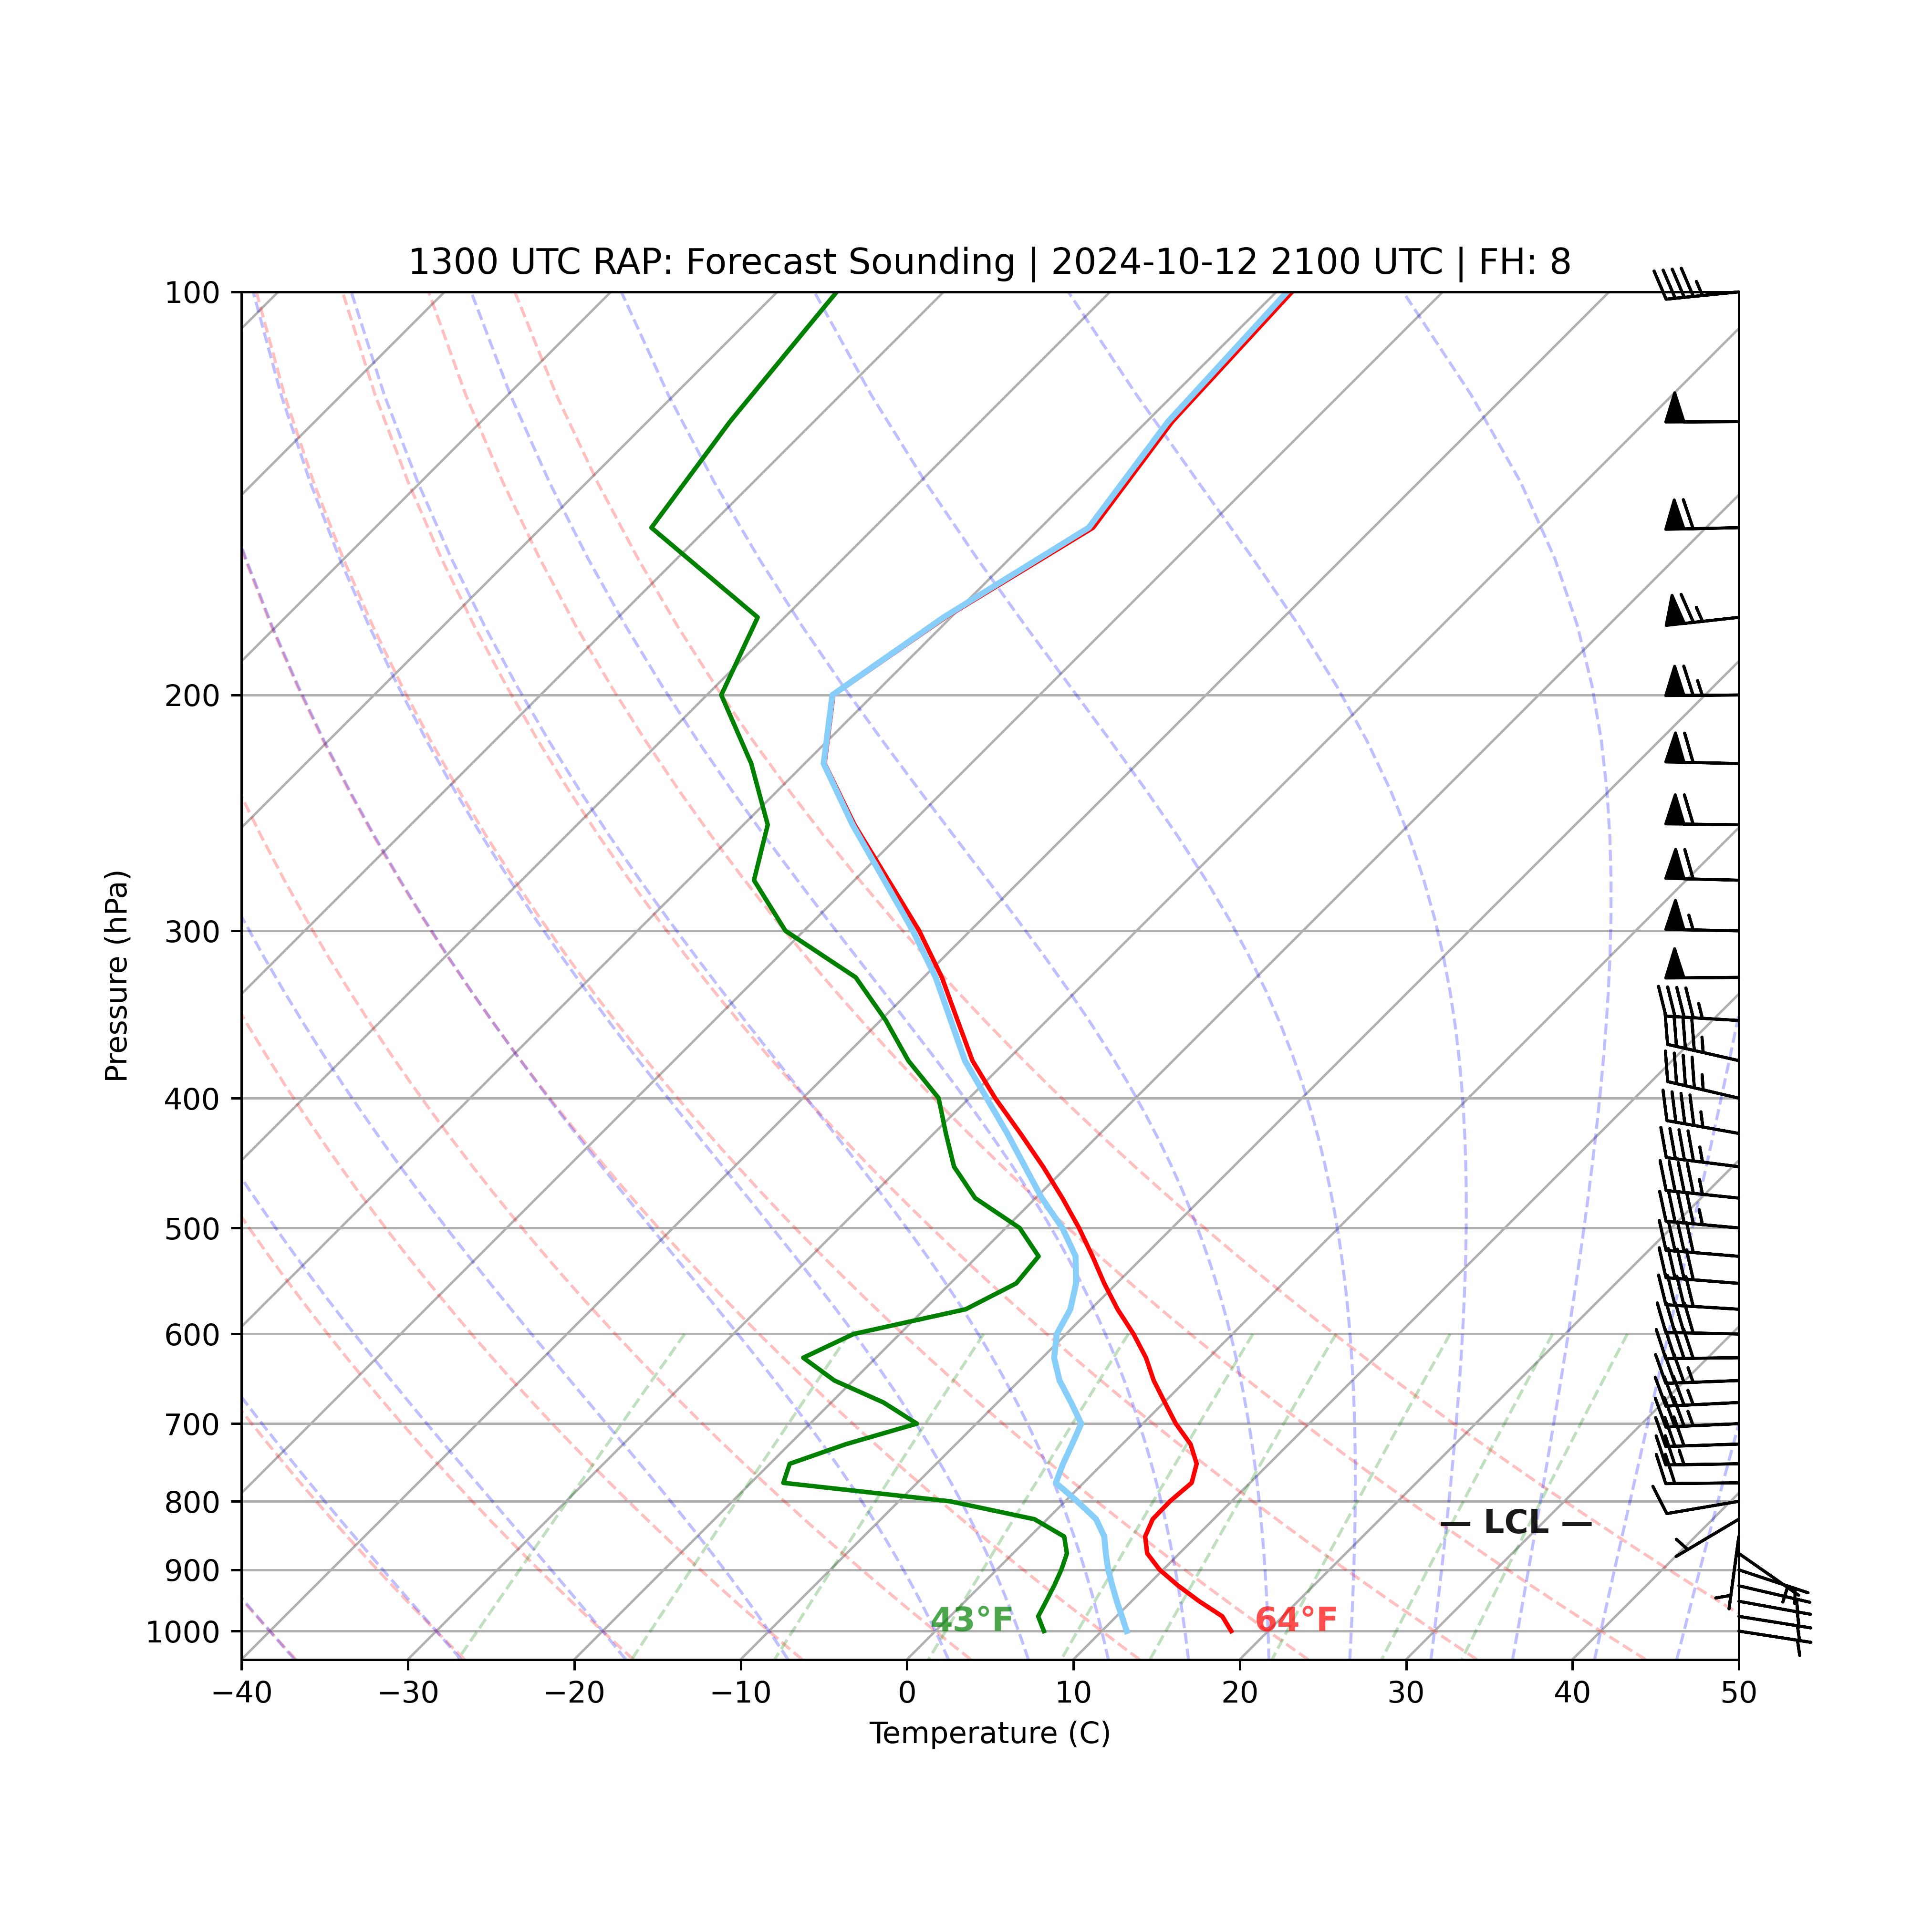 1300 UTC RAP: Forecast Sounding | 2024-10-12 2100 UTC | FH: 8
100
200
300
400
500
600
700
800
900
1000
Pressure (hPa)
— LCL —
43°F
64°F
−40 −30 −20 −10 0 10 20 30 40 50
Temperature (C)